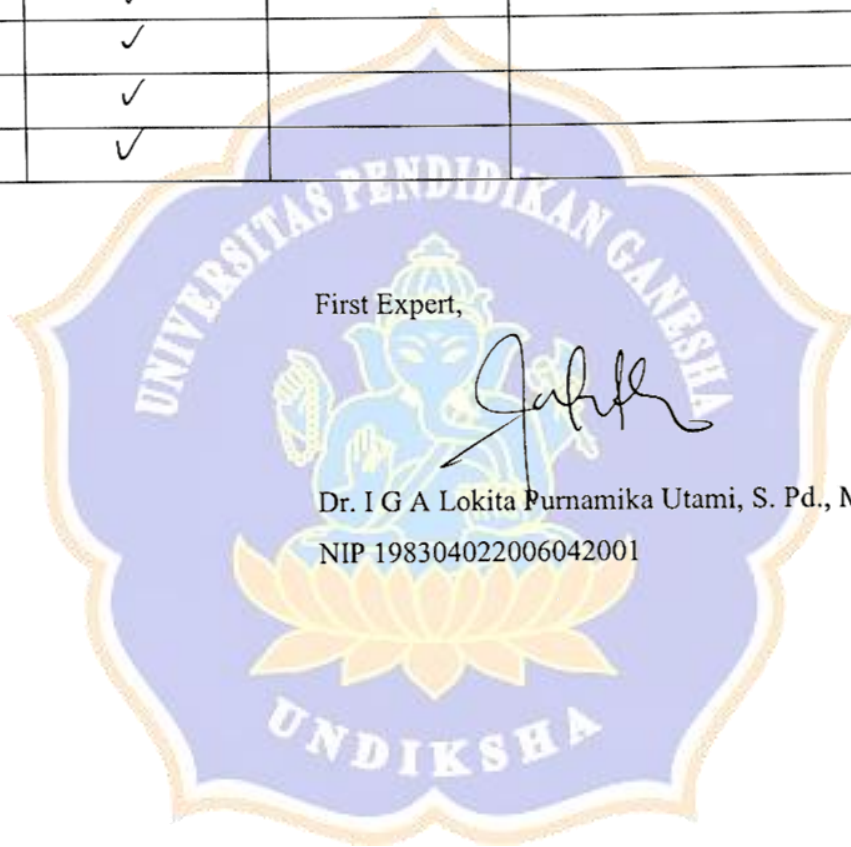 ✓
✓
✓
UNIVERSITAS PENDIDIKAN GANESHA
First Expert,
Dr. I G A Lokita Purnamika Utami, S. Pd.,
NIP 198304022006042001
UNDIKSHA